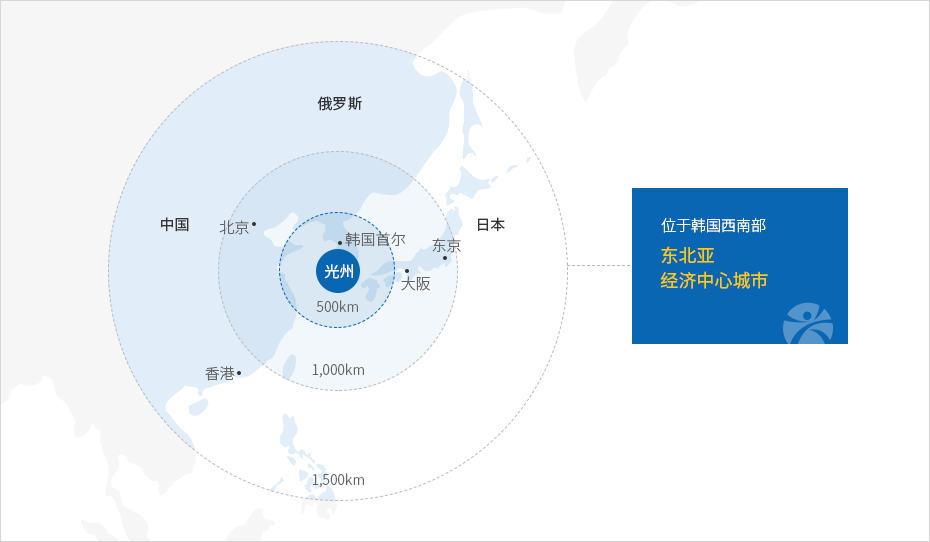 俄罗斯
中国
北京
日本
韩国首尔
东京
光州
大阪
500km
1,000km
香港
1,500km
位于韩国西南部
东北亚
经济中心城市